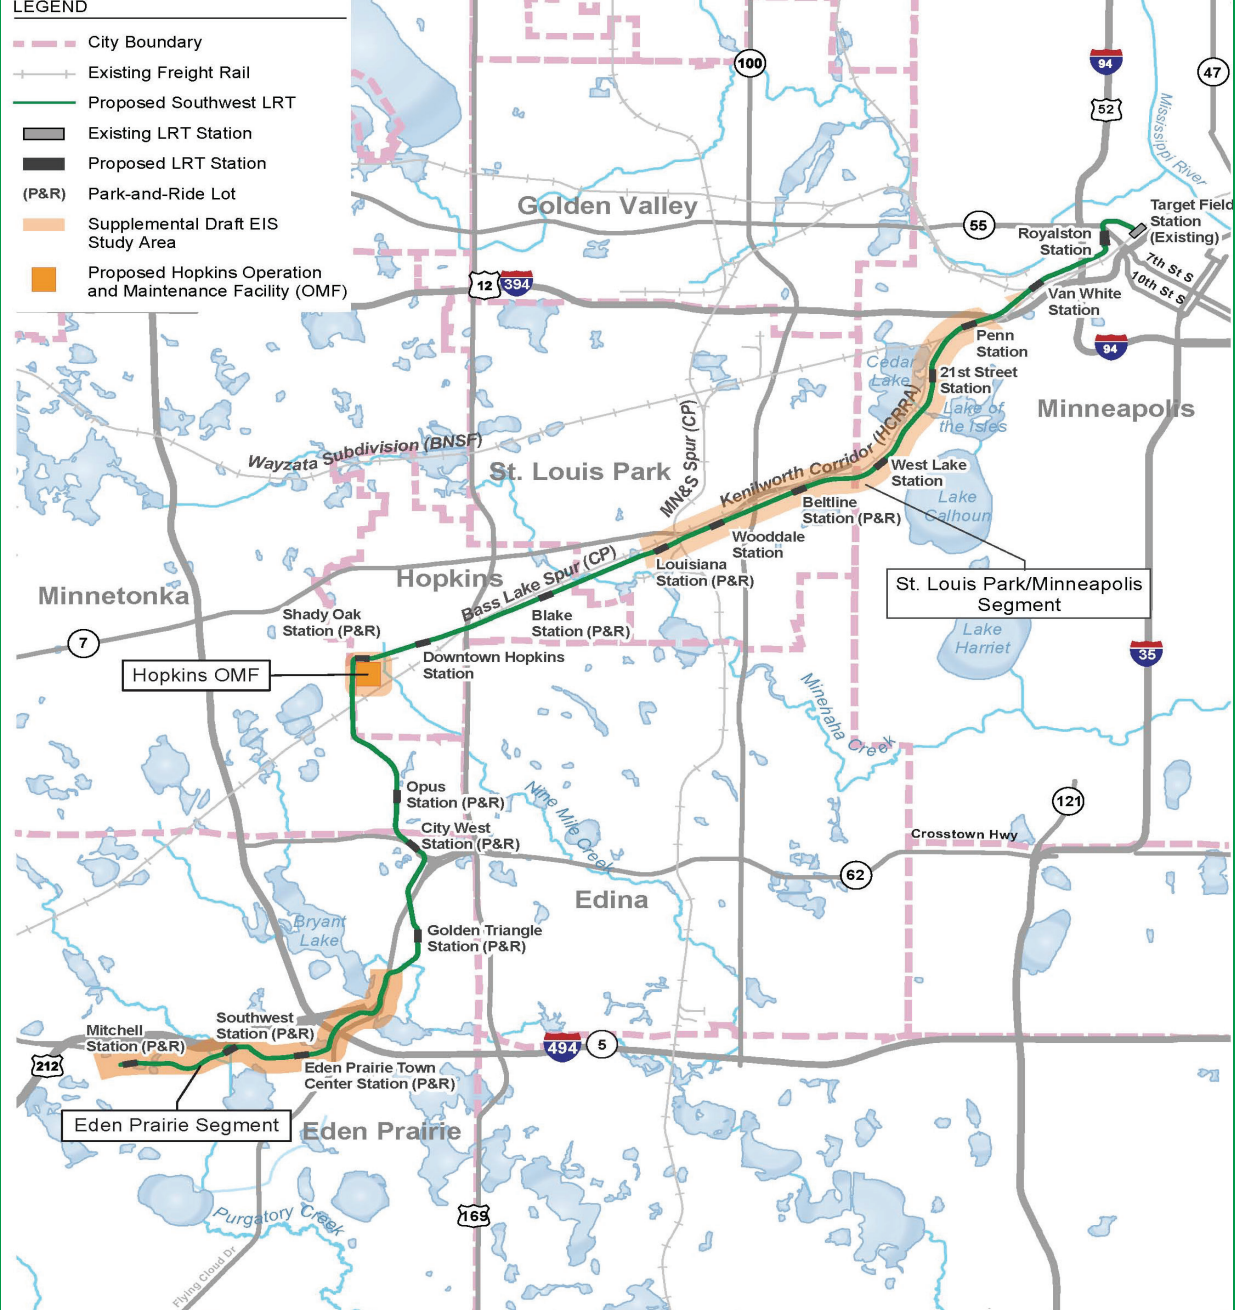 LEGEND
City Boundary
Existing Freight Rail
Proposed Southwest LRT
Existing LRT Station
Proposed LRT Station
(P&R) Park-and-Ride Lot
Supplemental Draft EIS
Study Area
Proposed Hopkins Operation
and Maintenance Facility (OMF)
100
94
52
47
Mississippi River
Golden Valley
55
Target Field
Station
(Existing)
Royalston
Station
7th St S
10th St S
12
394
Van White
Station
94
Penn
Station
Cedar
Lake
21st Street
Station
Lake of
the Isles
Minneapolis
Wayzata Subdivision (BNSF)
St. Louis Park
MN&S Spur (CP)
Kenilworth Corridor (HCRRA)
West Lake
Station
Lake
Calhoun
Beltline
Station (P&R)
Wooddale
Station
Louisiana
Station (P&R)
St. Louis Park/Minneapolis
Segment
Minnetonka
Hopkins
Bass Lake Spur (CP)
Shady Oak
Station (P&R)
Blake
Station (P&R)
7
Lake
Harriet
35
Hopkins OMF
Downtown Hopkins
Station
Minehaha Creek
Opus
Station (P&R)
Nine Mile Creek
121
City West
Station (P&R)
Crosstown Hwy
62
Edina
Bryant
Lake
Golden Triangle
Station (P&R)
Southwest
Station (P&R)
Mitchell
Station (P&R)
494
5
212
Eden Prairie Town
Center Station (P&R)
Eden Prairie Segment
Eden Prairie
169
Purgatory Creek
Flying Cloud Dr